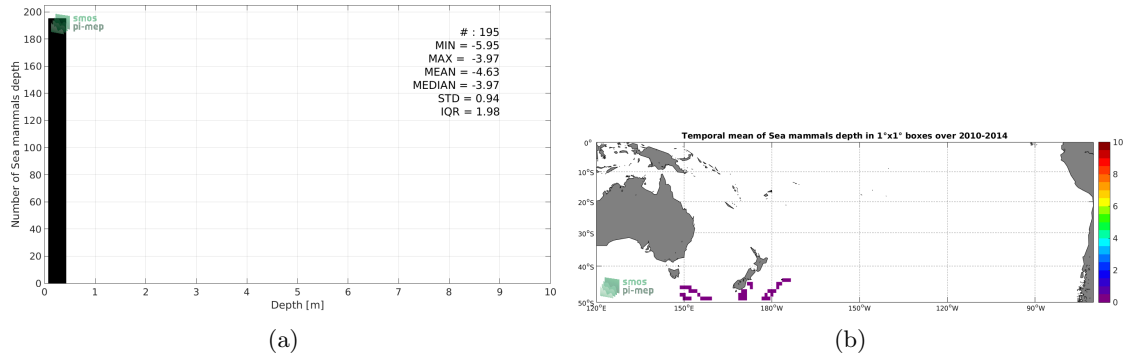 200
180
160
140
120
100
80
60
40
20
0
Number of Sea mammals depth
smos
pi-mep
# : 195
MIN = -5.95
MAX = -3.97
MEAN = -4.63
MEDIAN = -3.97
STD = 0.94
IQR = 1.98
0 1 2 3 4 5 6 7 8 9 10
Depth [m]
(a)
Temporal mean of Sea mammals depth in 1°x1° boxes over 2010-2014
0°
10°S
20°S
30°S
40°S
50°S
120°E 150°E 180°W 150°W 120°W 90°W
smos
pi-mep
10
8
6
4
2
0
(b)